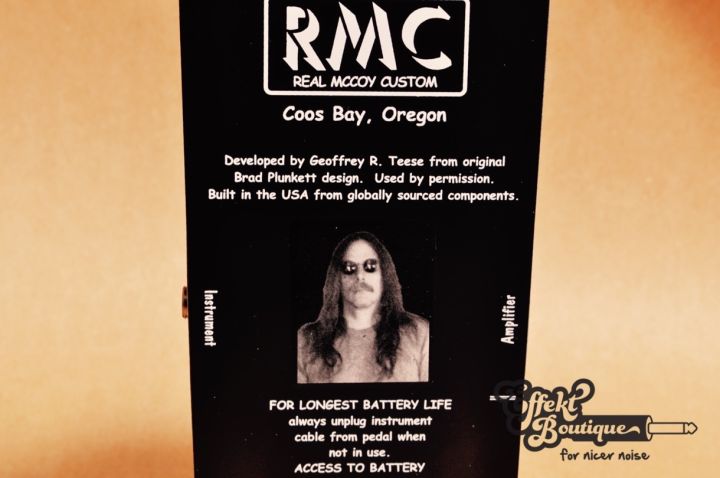 RMC
REAL MCCOY CUSTOM
Coos Bay, Oregon
Developed by Geoffrey R. Teese from original
Brad Plunkett design. Used by permission.
Built in the USA from globally sourced components.
Instrument
Amplifier
FOR LONGEST BATTERY LIFE
always unplug instrument
cable from pedal when
not in use.
ACCESS TO BATTERY
Effekt
Boutique
for nicer noise